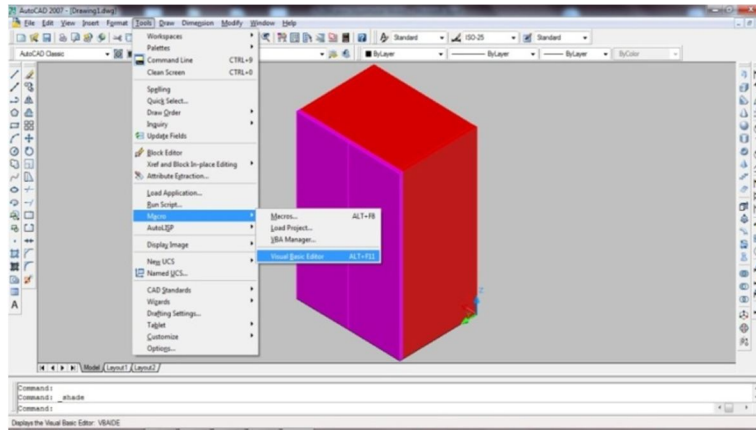 AutoCAD 2007 - [Drawing1.dwg]
File Edit View Insert Format Tools Draw Dimension Modify Window Help
Standard ISO-25 Standard
AutoCAD Classic ByLayer ByLayer ByLayer ByColor
Workspaces
Palettes
Command Line CTRL+9
Clean Screen CTRL+0
Spelling
Quick Select...
Draw Order
Inquiry
Update Fields
Block Editor
Xref and Block In-place Editing
Attribute Extraction...
Load Application...
Run Script...
Macro
AutoLISP
Display Image
New UCS
Named UCS...
CAD Standards
Wizards
Drafting Settings...
Tablet
Customize
Options...
Macros... ALT+F8
Load Project...
VBA Manager...
Visual Basic Editor ALT+F11
Z
A
Model Layout1 Layout2
Command:
Command: _shade
Command:
Displays the Visual Basic Editor: VBAIDE